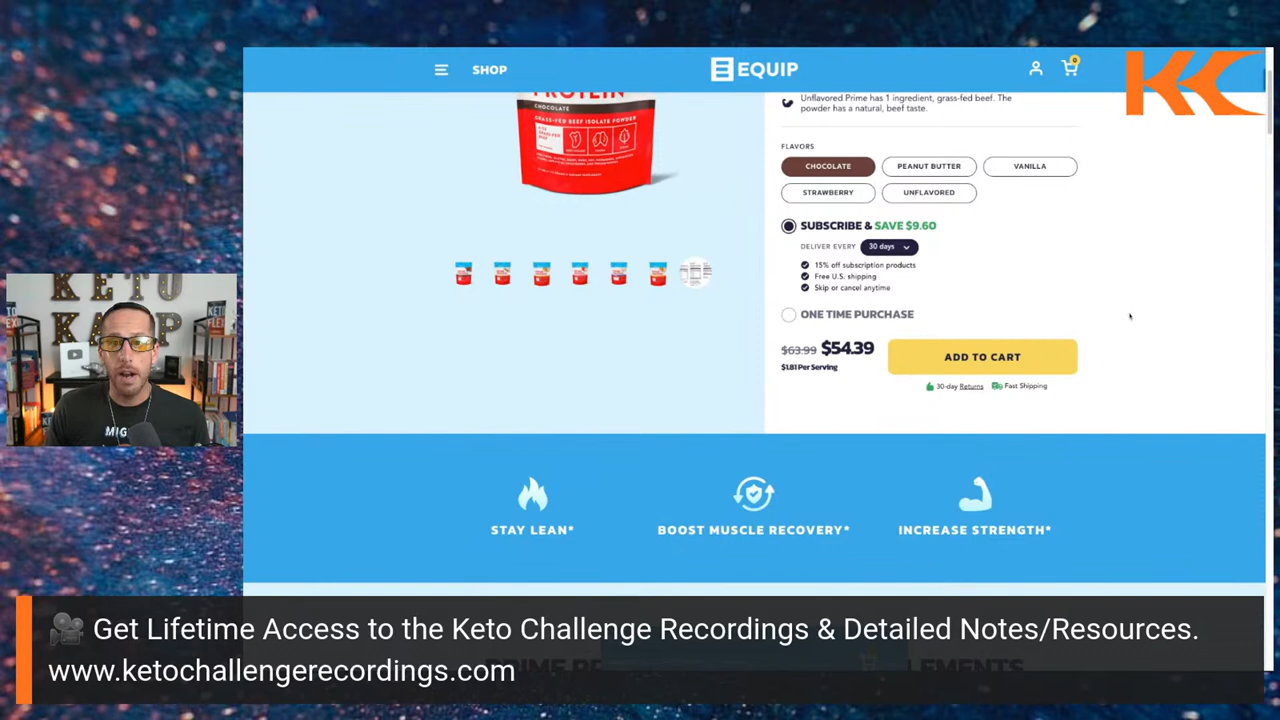 SHOP
EQUIP
0
KC
CHOCOLATE
GRASS-FED BEEF ISOLATE POWDER
Unflavored Prime has 1 ingredient, grass-fed beef. The
powder has a natural, beef taste.
FLAVORS
CHOCOLATE
PEANUT BUTTER
VANILLA
STRAWBERRY
UNFLAVORED
SUBSCRIBE & SAVE $9.60
DELIVER EVERY
30 days
15% off subscription products
Free U.S. shipping
Skip or cancel anytime
ONE TIME PURCHASE
$63.99 $54.39
$1.81 Per Serving
ADD TO CART
30-day Returns
Fast Shipping
KETO
MIG
STAY LEAN*
BOOST MUSCLE RECOVERY*
INCREASE STRENGTH*
🎥 Get Lifetime Access to the Keto Challenge Recordings & Detailed Notes/Resources.
www.ketochallengerecordings.com